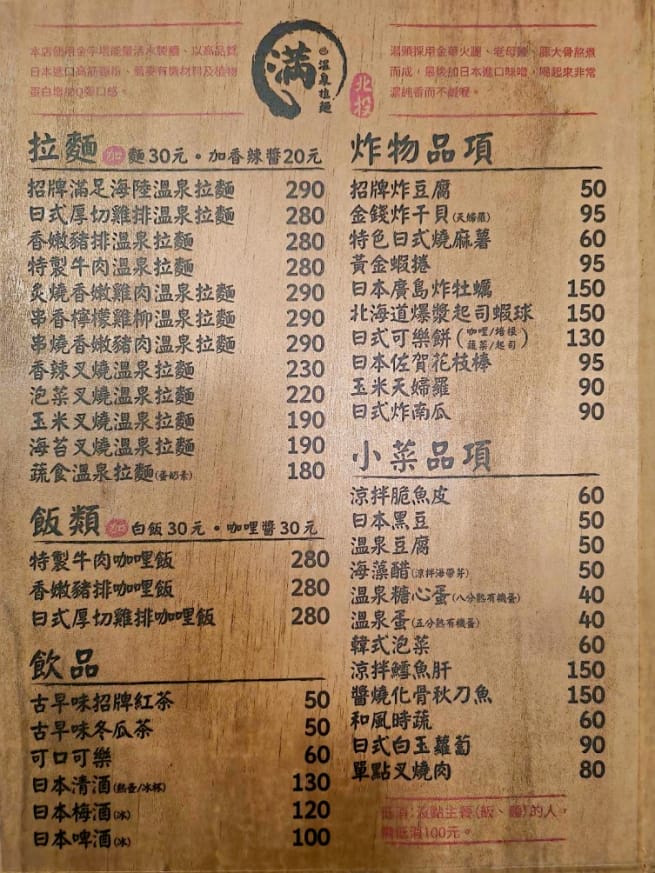 本店使用金牛塭能量活水製麵、以高品質
日本進口高筋麵粉、蕎麥有機材料及植物
蛋白增加Q彈口感。
滿
溫泉拉麵
北投
湯頭採用金華火腿、老母雞、豚大骨熬煮
而成，最後加日本進口味噌，喝起來非常
濃純香而不鹹喔。
拉麵 加 麵30元•加香辣醬20元
招牌滿足海陸溫泉拉麵 290
日式厚切雞排溫泉拉麵 280
香嫩豬排溫泉拉麵 280
特製牛肉溫泉拉麵 280
炙燒香嫩雞肉溫泉拉麵 290
串香檸檬雞柳溫泉拉麵 290
串燒香嫩豬肉溫泉拉麵 290
香辣叉燒溫泉拉麵 230
泡菜叉燒溫泉拉麵 220
玉米叉燒溫泉拉麵 190
海苔叉燒溫泉拉麵 190
蔬食溫泉拉麵(蛋奶素) 180
飯類 加 白飯30元•咖哩醬30元
特製牛肉咖哩飯 280
香嫩豬排咖哩飯 280
日式厚切雞排咖哩飯 280
飲品
古早味招牌紅茶 50
古早味冬瓜茶 50
可口可樂 60
日本清酒(熱壺/冰杯) 130
日本梅酒(冰) 120
日本啤酒(冰) 100
炸物品項
招牌炸豆腐 50
金錢炸干貝(天婦羅) 95
特色日式燒麻薯 60
黃金蝦捲 95
日本廣島炸牡蠣 150
北海道爆漿起司蝦球 150
日式可樂餅(咖哩/培根 蔬菜/起司) 130
日本佐賀花枝棒 95
玉米天婦羅 90
日式炸南瓜 90
小菜品項
涼拌脆魚皮 60
日本黑豆 50
溫泉豆腐 50
海藻醋(涼拌海帶芽) 50
溫泉糖心蛋(八分熟有機蛋) 40
溫泉蛋(五分熟有機蛋) 40
韓式泡菜 60
涼拌鱈魚肝 150
醬燒化骨秋刀魚 150
和風時蔬 60
日式白玉蘿蔔 90
單點叉燒肉 80
低消:沒點主餐(飯、麵)的人,
需低消100元。